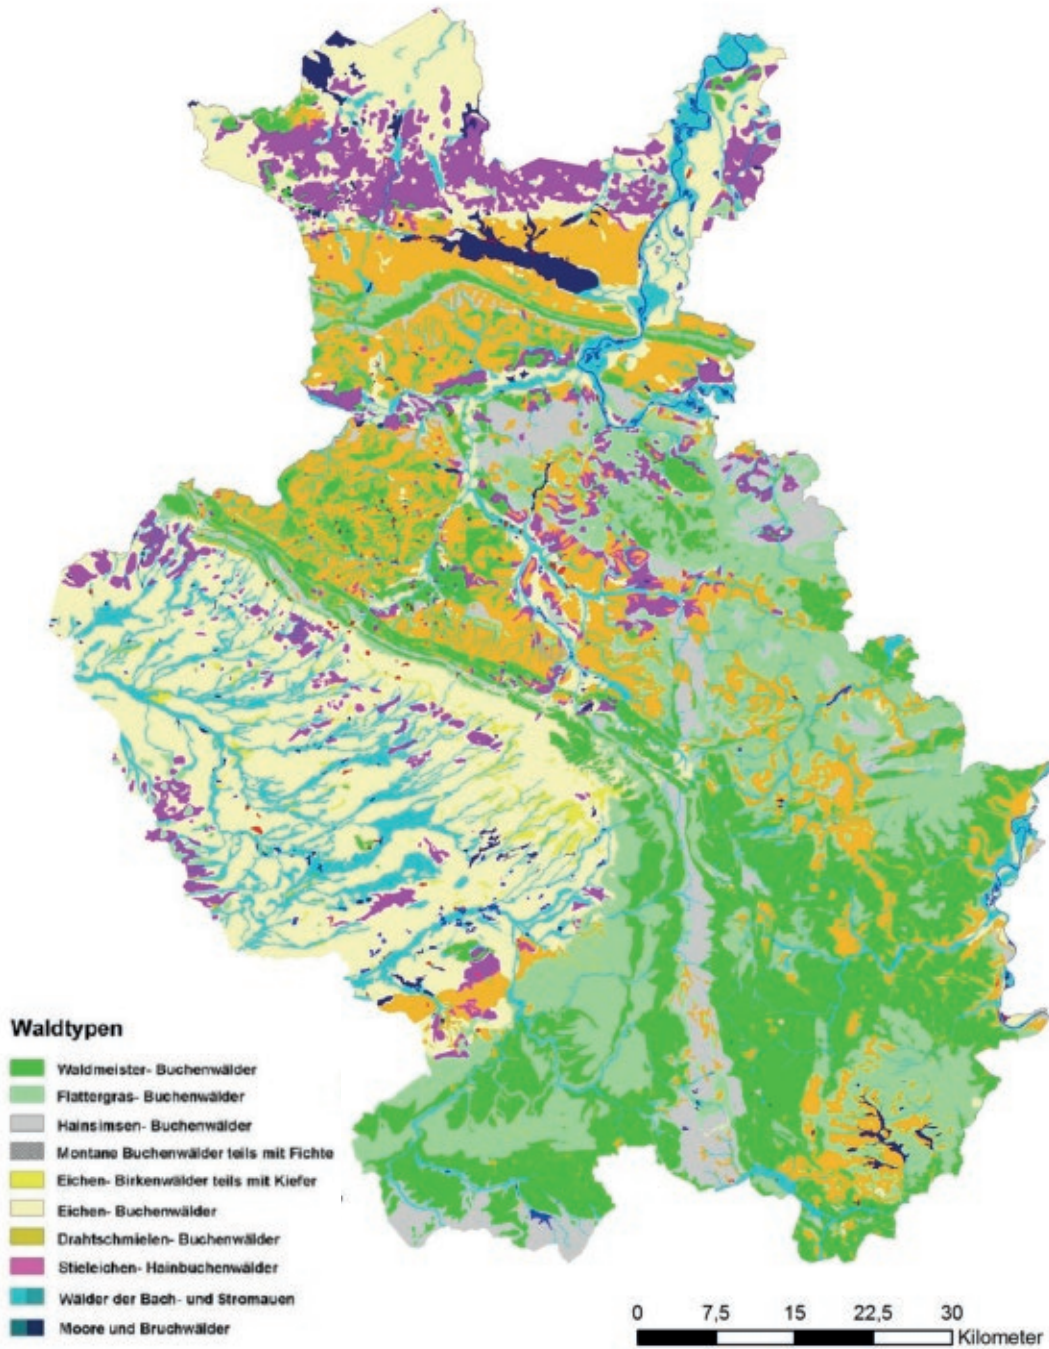 Waldtypen
Waldmeister- Buchenwälder
Flattergras- Buchenwälder
Hainsimsen- Buchenwälder
Montane Buchenwälder teils mit Fichte
Eichen- Birkenwälder teils mit Kiefer
Eichen- Buchenwälder
Drahtschmielen- Buchenwälder
Stieleichen- Hainbuchenwälder
Wälder der Bach- und Stromauen
Moore und Bruchwälder
0 7,5 15 22,5 30
Kilometer